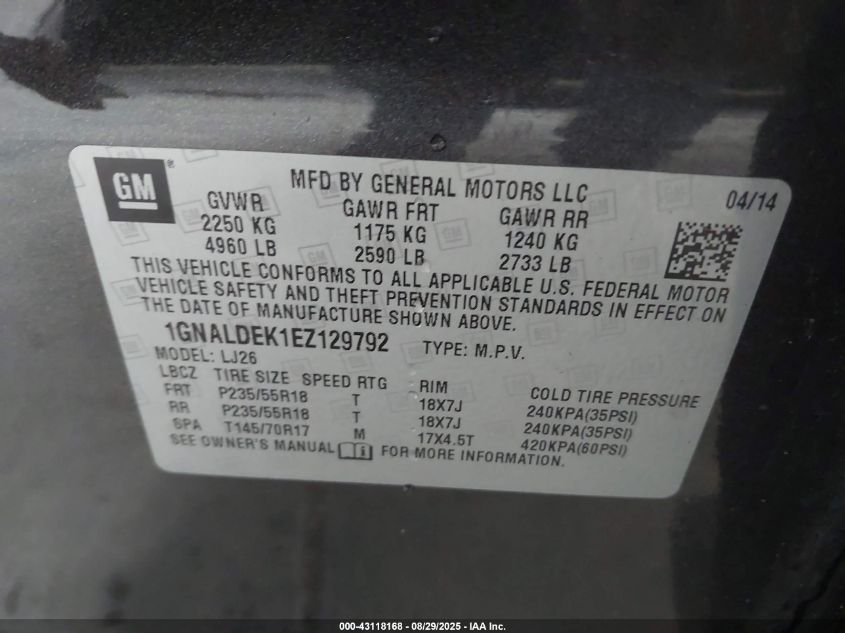 GM ®
MFD BY GENERAL MOTORS LLC 04/14
GVWR GAWR FRT GAWR RR
2250 KG 1175 KG 1240 KG
4960 LB 2590 LB 2733 LB
THIS VEHICLE CONFORMS TO ALL APPLICABLE U.S. FEDERAL MOTOR
VEHICLE SAFETY AND THEFT PREVENTION STANDARDS IN EFFECT ON
THE DATE OF MANUFACTURE SHOWN ABOVE.
1GNALDEK1EZ129792 TYPE: M.P.V.
MODEL: LJ26
LBCZ TIRE SIZE SPEED RTG RIM COLD TIRE PRESSURE
FRT P235/55R18 T 18X7J 240KPA(35PSI)
RR P235/55R18 T 18X7J 240KPA(35PSI)
SPA T145/70R17 M 17X4.5T 420KPA(60PSI)
SEE OWNER'S MANUAL FOR MORE INFORMATION.
000-43118168 - 08/29/2025 - IAA Inc.